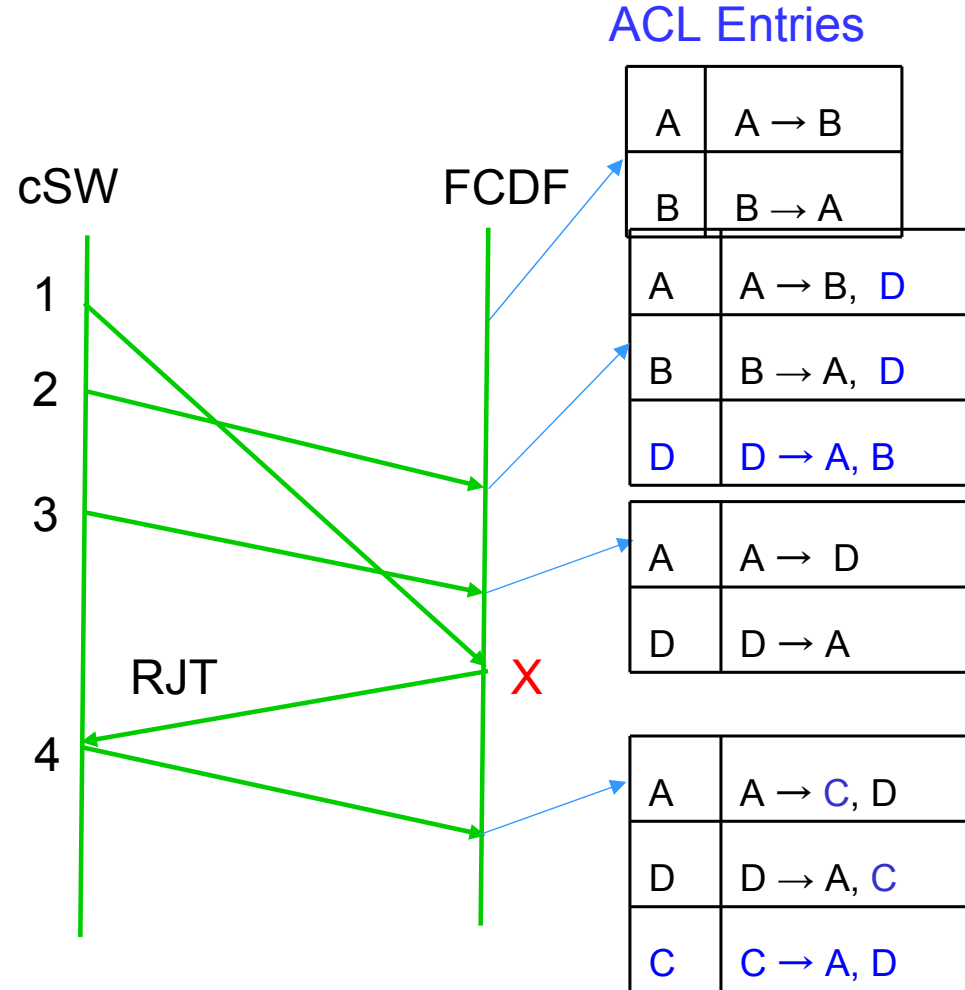 ACL Entries
A A → B
cSW FCDF
B B → A
1 A A → B, D
2 B B → A, D
D D → A, B
3
A A → D
D D → A
RJT X
4
A A → C, D
D D → A, C
C C → A, D